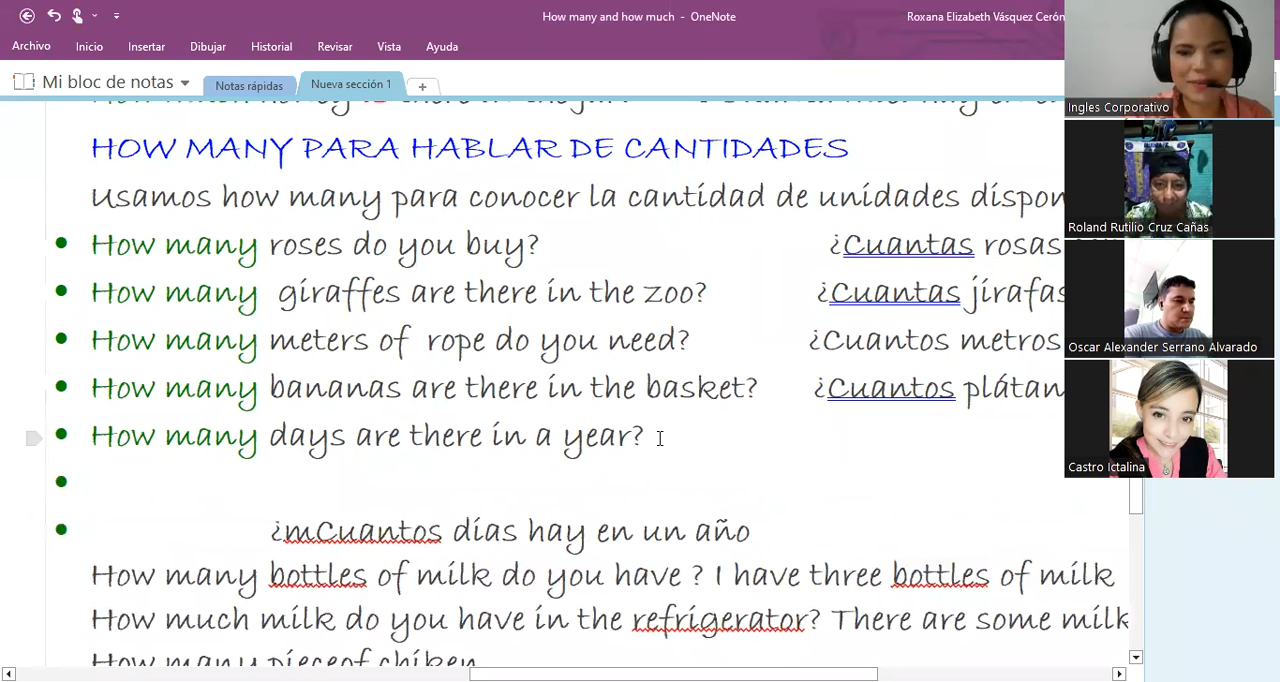 How many and how much - OneNote
Roxana Elizabeth Vásquez Cerón
Archivo Inicio Insertar Dibujar Historial Revisar Vista Ayuda
Mi bloc de notas Notas rápidas Nueva sección 1 +
HOW MANY PARA HABLAR DE CANTIDADES
Usamos how many para conocer la cantidad de unidades dispon
How many roses do you buy? ¿Cuantas rosas
How many giraffes are there in the zoo? ¿Cuantas jirafas
How many meters of rope do you need? ¿Cuantos metros
How many bananas are there in the basket? ¿Cuantos plátan
How many days are there in a year?
¿mCuantos días hay en un año
How many bottles of milk do you have ? I have three bottles of milk
How much milk do you have in the refrigerator? There are some milk
How many pieceof chiken
Ingles Corporativo
Roland Rutilio Cruz Cañas
Oscar Alexander Serrano Alvarado
Castro Ictalina